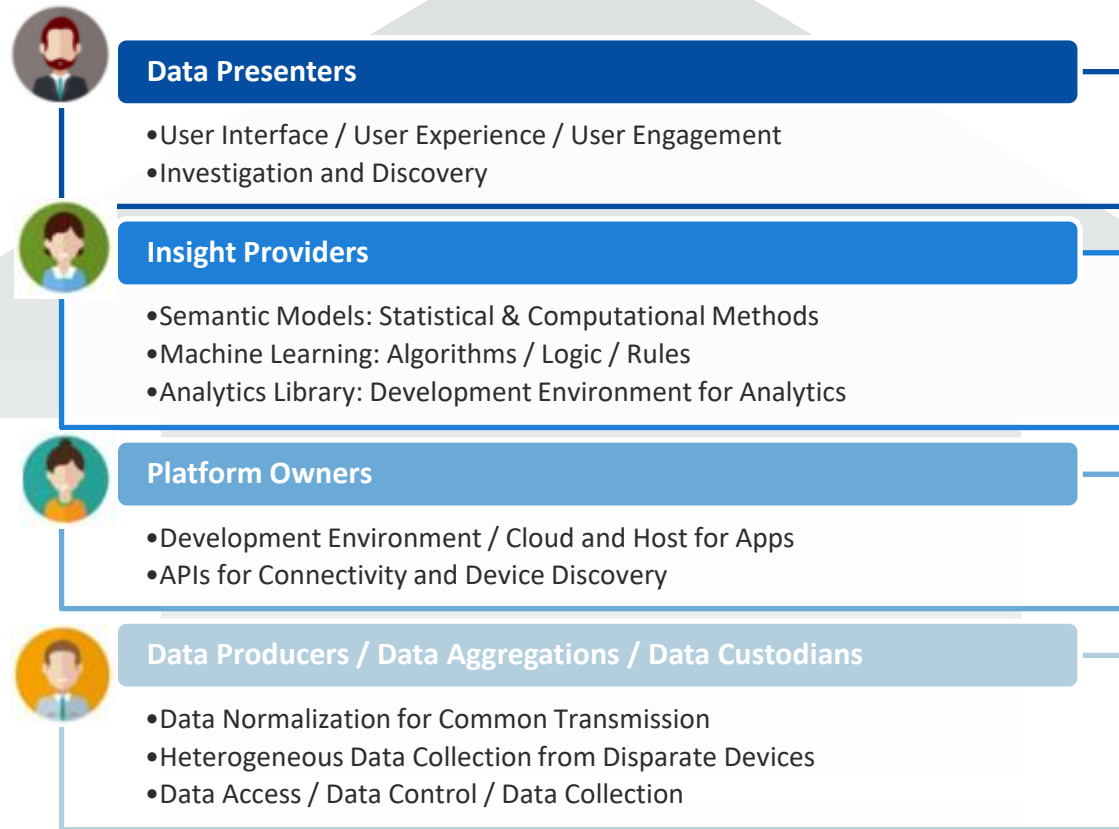 Data Presenters
•User Interface / User Experience / User Engagement
•Investigation and Discovery
Insight Providers
•Semantic Models: Statistical & Computational Methods
•Machine Learning: Algorithms / Logic / Rules
•Analytics Library: Development Environment for Analytics
Platform Owners
•Development Environment / Cloud and Host for Apps
•APIs for Connectivity and Device Discovery
Data Producers / Data Aggregations / Data Custodians
•Data Normalization for Common Transmission
•Heterogeneous Data Collection from Disparate Devices
•Data Access / Data Control / Data Collection